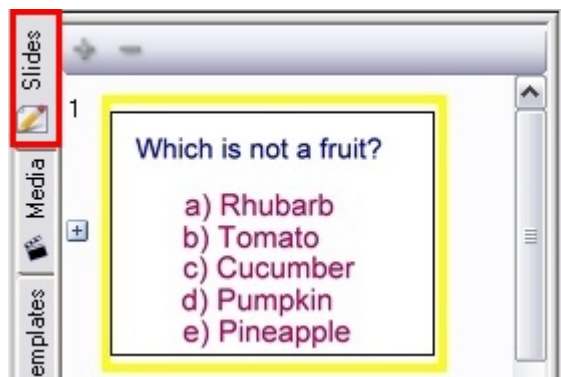 Slides
Media
emplates
1
Which is not a fruit?
a) Rhubarb
b) Tomato
c) Cucumber
d) Pumpkin
e) Pineapple